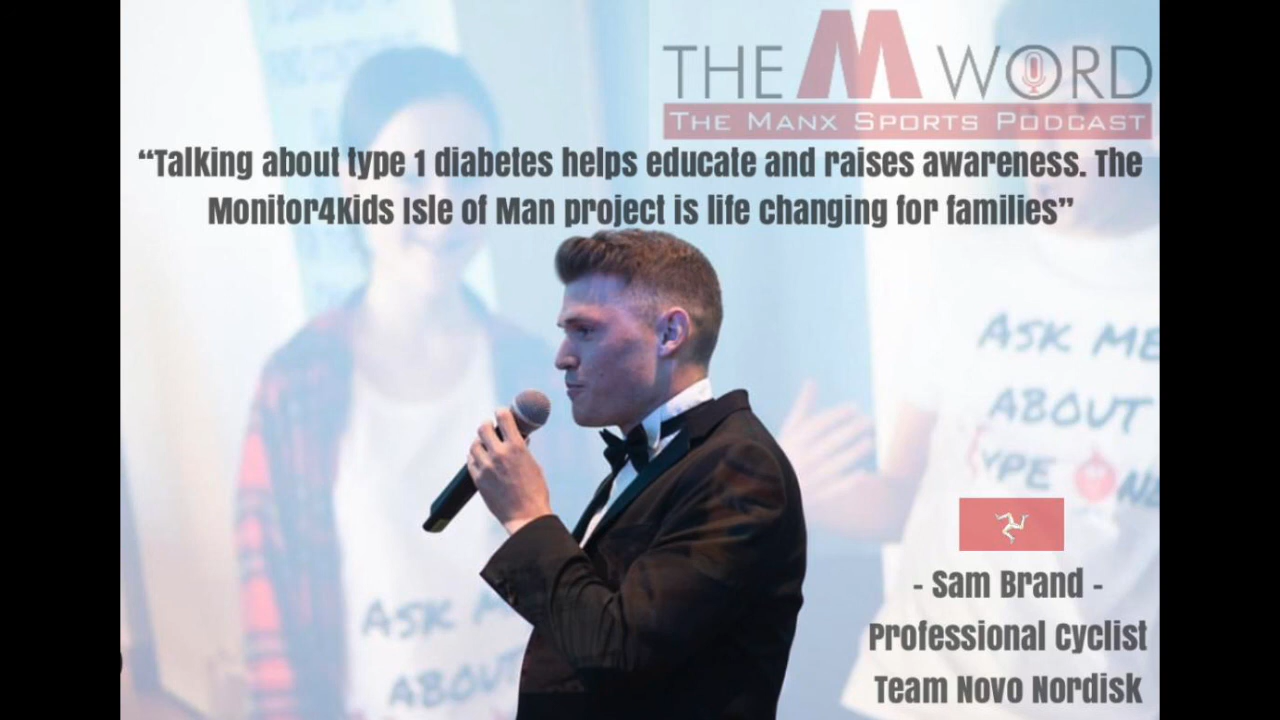 THE M WORD
THE MANX SPORTS PODCAST
“Talking about type 1 diabetes helps educate and raises awareness. The
Monitor4Kids Isle of Man project is life changing for families”
ASK ME
ABOUT
TYPE ONE
ASK ME
ABOUT
- Sam Brand -
Professional Cyclist
Team Novo Nordisk